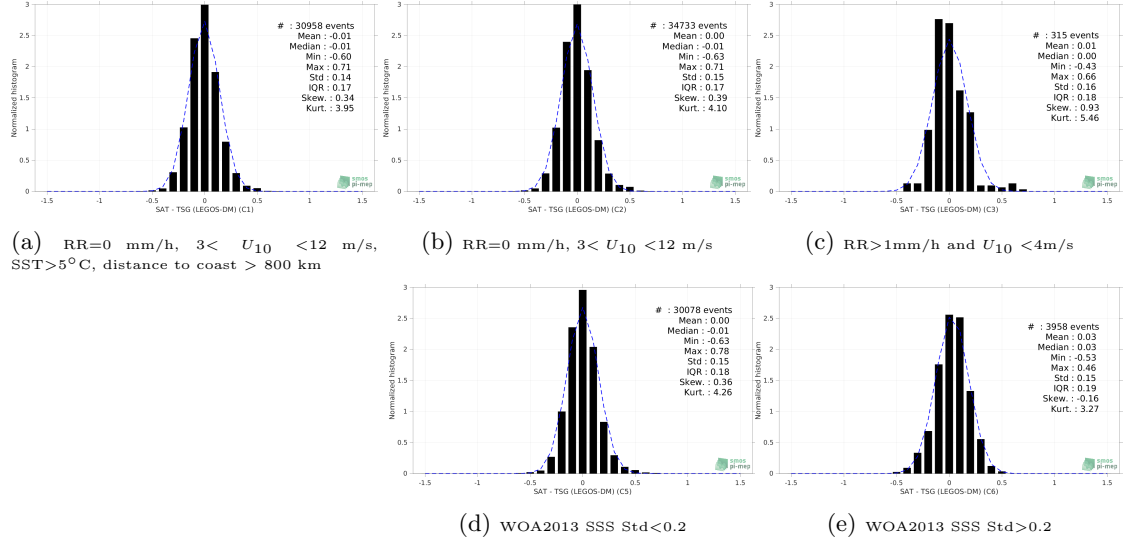 3
2.5
2
1.5
1
0.5
0
Normalized histogram
# : 30958 events
Mean : -0.01
Median : -0.01
Min : -0.60
Max : 0.71
Std : 0.14
IQR : 0.17
Skew. : 0.34
Kurt. : 3.95
smos
pi-mep
-1.5 -1 -0.5 0 0.5 1 1.5
SAT - TSG (LEGOS-DM) (C1)
(a) RR=0 mm/h, 3< U10 <12 m/s,
SST>5°C, distance to coast > 800 km
3
2.5
2
1.5
1
0.5
0
Normalized histogram
# : 34733 events
Mean : 0.00
Median : -0.01
Min : -0.63
Max : 0.71
Std : 0.15
IQR : 0.17
Skew. : 0.39
Kurt. : 4.10
smos
pi-mep
-1.5 -1 -0.5 0 0.5 1 1.5
SAT - TSG (LEGOS-DM) (C2)
(b) RR=0 mm/h, 3< U10 <12 m/s
3
2.5
2
1.5
1
0.5
0
Normalized histogram
# : 315 events
Mean : 0.01
Median : 0.00
Min : -0.43
Max : 0.66
Std : 0.16
IQR : 0.18
Skew. : 0.93
Kurt. : 5.46
smos
pi-mep
-1.5 -1 -0.5 0 0.5 1 1.5
SAT - TSG (LEGOS-DM) (C3)
(c) RR>1mm/h and U10 <4m/s
3
2.5
2
1.5
1
0.5
0
Normalized histogram
# : 30078 events
Mean : 0.00
Median : -0.01
Min : -0.63
Max : 0.78
Std : 0.15
IQR : 0.18
Skew. : 0.36
Kurt. : 4.26
smos
pi-mep
-1.5 -1 -0.5 0 0.5 1 1.5
SAT - TSG (LEGOS-DM) (C5)
(d) WOA2013 SSS Std<0.2
3
2.5
2
1.5
1
0.5
0
Normalized histogram
# : 3958 events
Mean : 0.03
Median : 0.03
Min : -0.53
Max : 0.46
Std : 0.15
IQR : 0.19
Skew. : -0.16
Kurt. : 3.27
smos
pi-mep
-1.5 -1 -0.5 0 0.5 1 1.5
SAT - TSG (LEGOS-DM) (C6)
(e) WOA2013 SSS Std>0.2